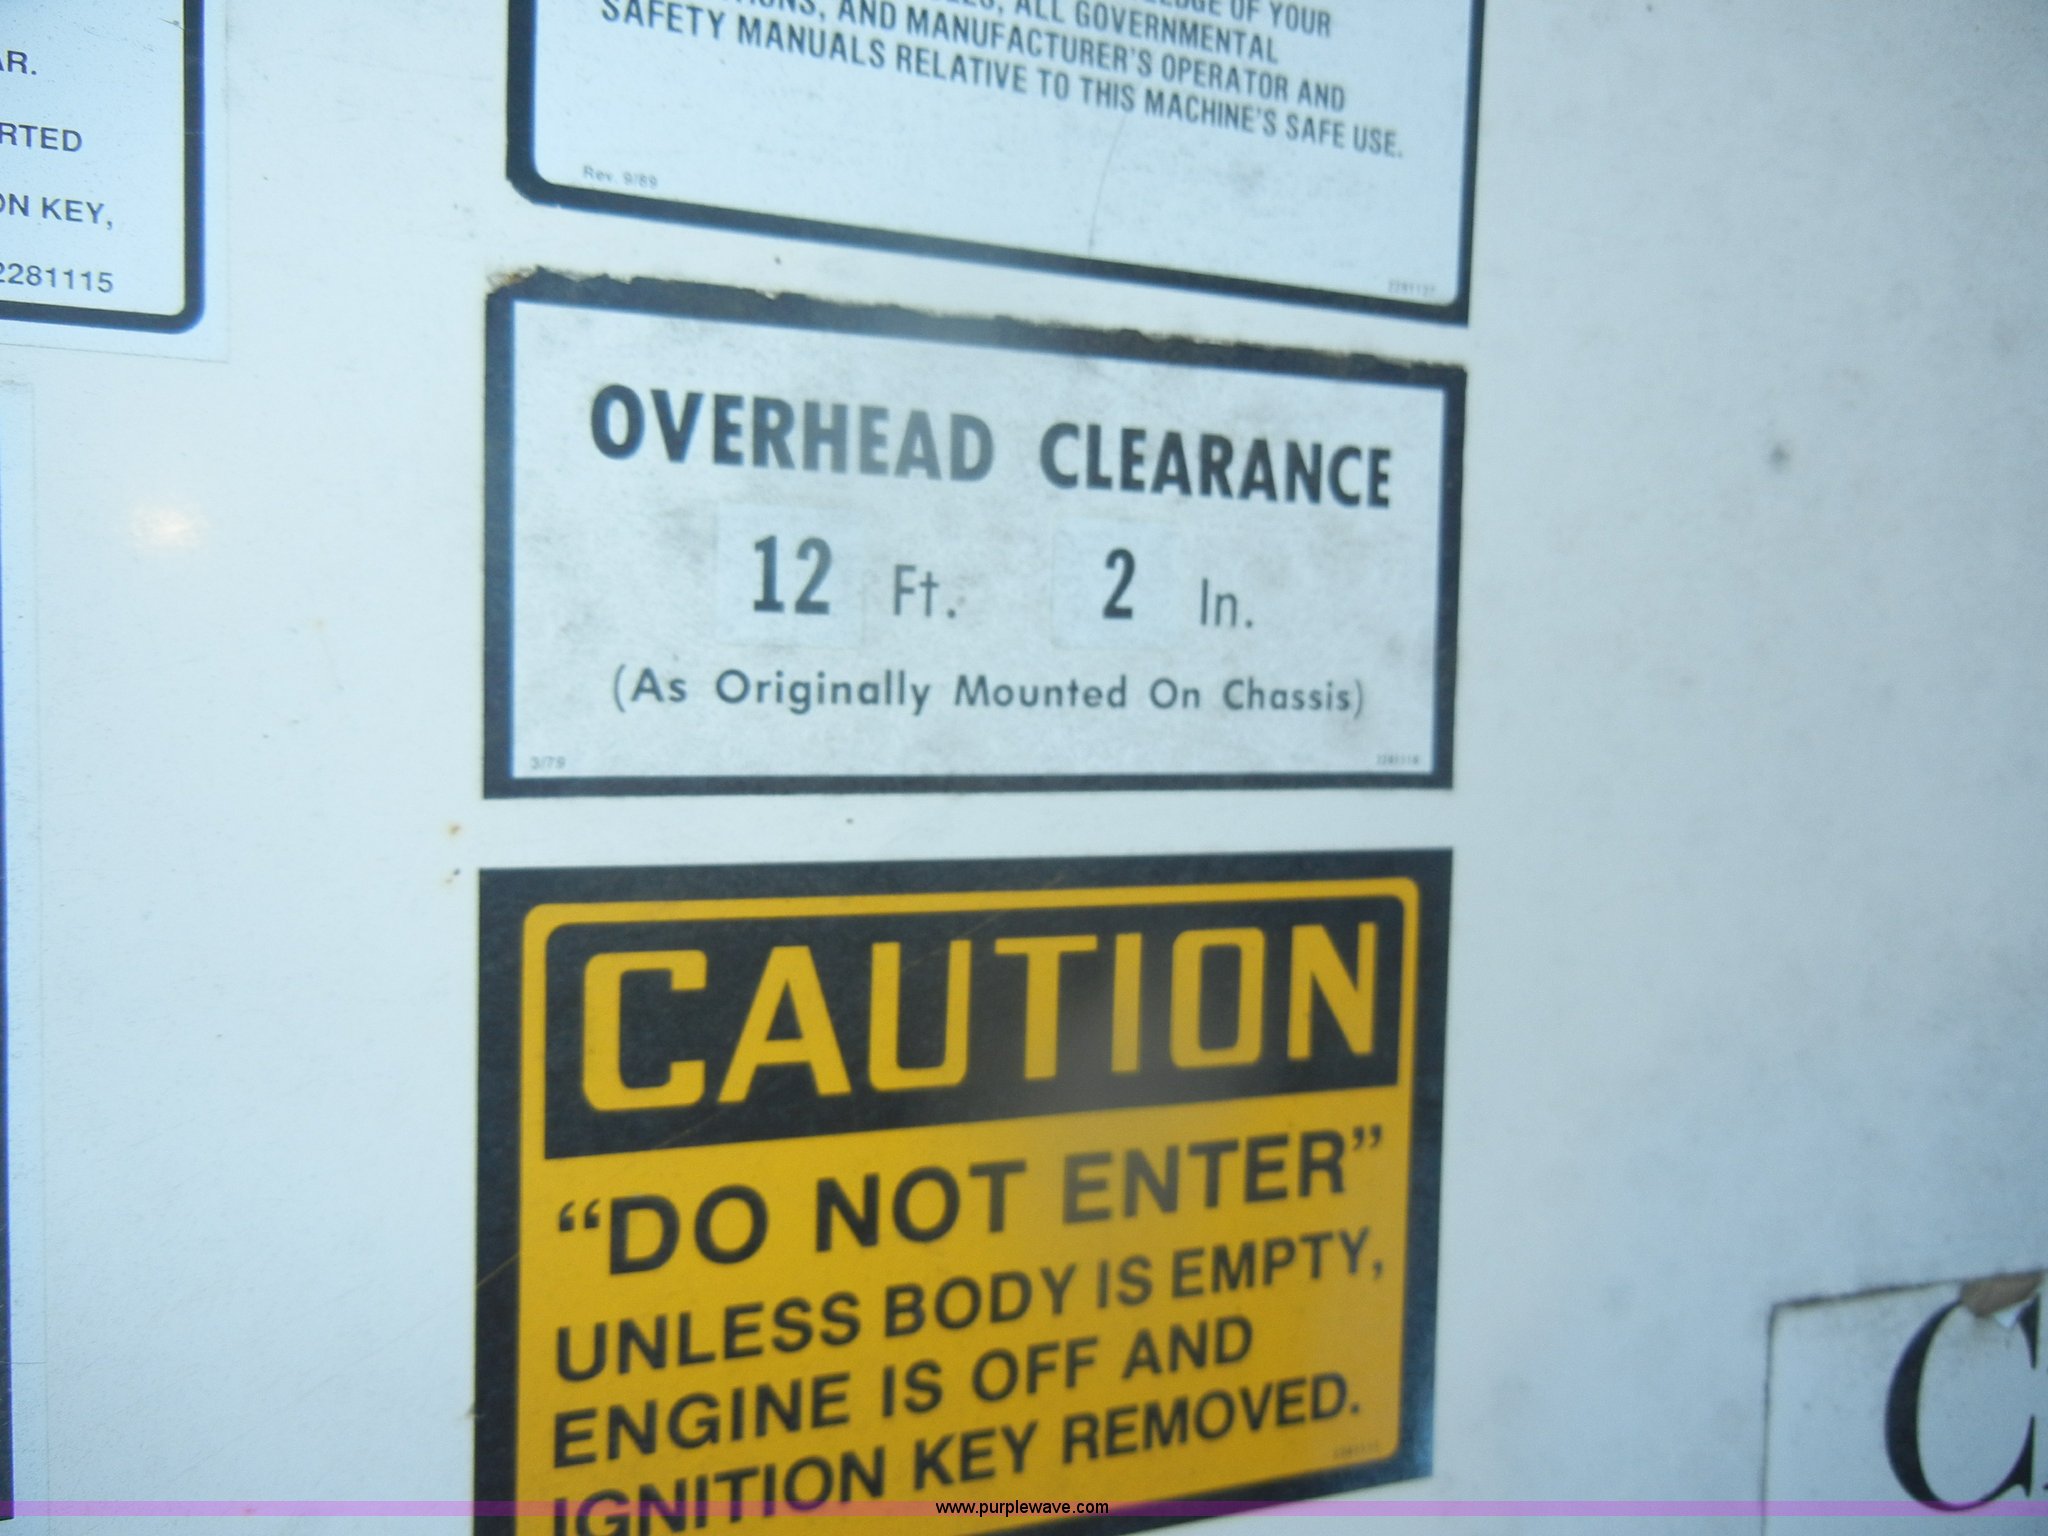 AR.
RTED
ON KEY,
2281115
OF YOUR
, ALL GOVERNMENTAL
, AND MANUFACTURER'S OPERATOR AND
SAFETY MANUALS RELATIVE TO THIS MACHINE'S SAFE USE.
Rev. 9/89
OVERHEAD CLEARANCE
12 Ft. 2 In.
(As Originally Mounted On Chassis)
3/79
CAUTION
“DO NOT ENTER”
UNLESS BODY IS EMPTY,
ENGINE IS OFF AND
IGNITION KEY REMOVED.
C
www.purplewave.com